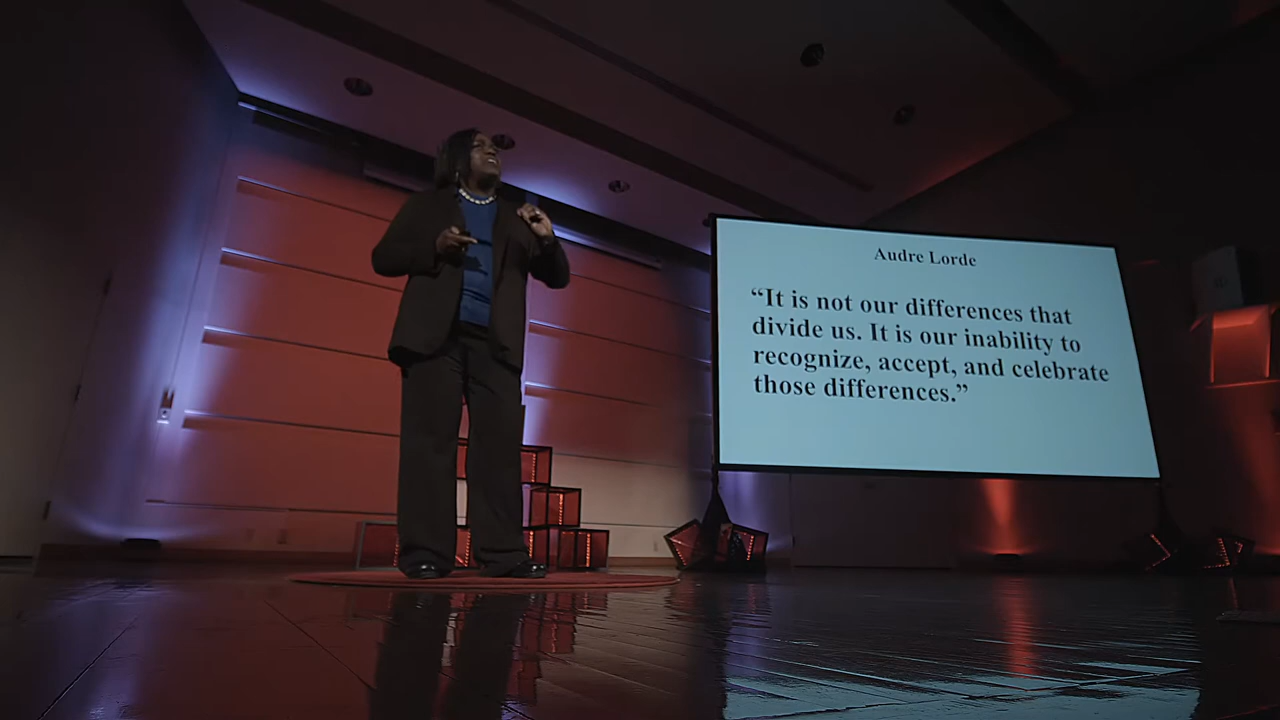 Audre Lorde
“It is not our differences that
divide us. It is our inability to
recognize, accept, and celebrate
those differences.”